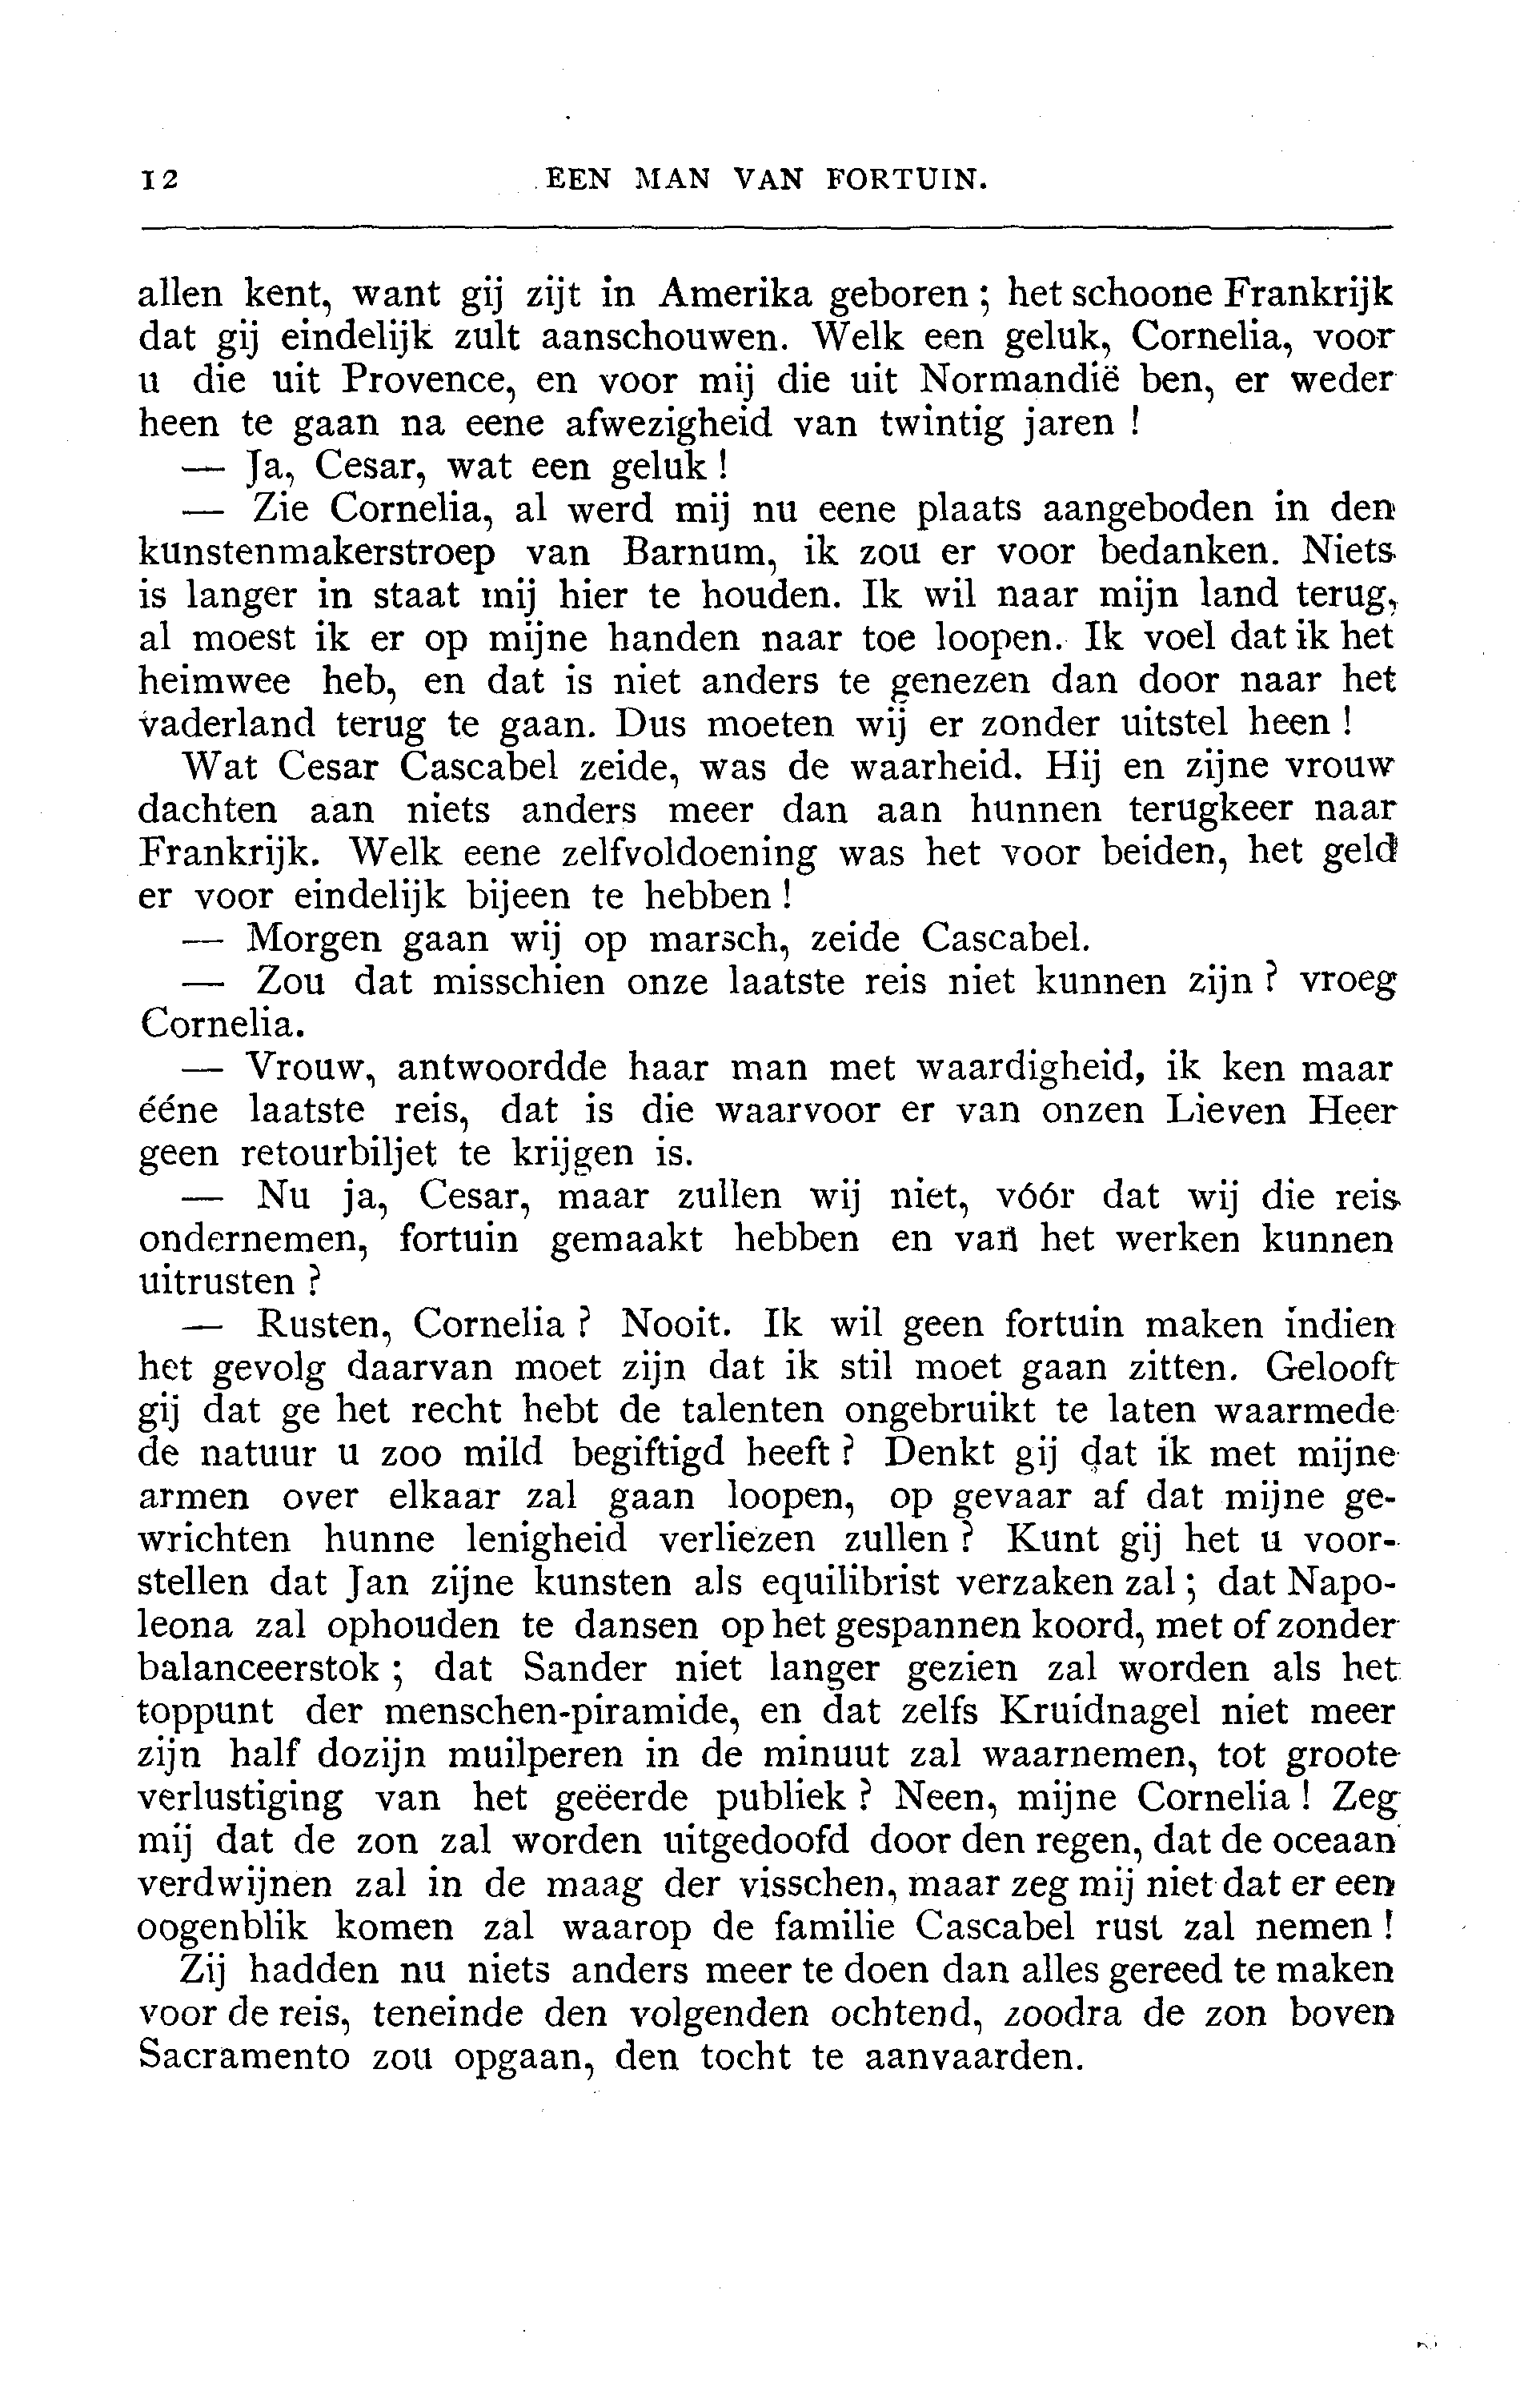 12 EEN MAN VAN FORTUIN.
allen kent, want gij zijt in Amerika geboren ; het schoone Frankrijk
dat gij eindelijk zult aanschouwen. Welk een geluk, Cornelia, voor
u die uit Provence, en voor mij die uit Normandië ben, er weder
heen te gaan na eene afwezigheid van twintig jaren !
— Ja, Cesar, wat een geluk !
— Zie Cornelia, al werd mij nu eene plaats aangeboden in den
kunstenmakerstroep van Barnum, ik zou er voor bedanken. Niets
is langer in staat mij hier te houden. Ik wil naar mijn land terug,
al moest ik er op mijne handen naar toe loopen. Ik voel dat ik het
heimwee heb, en dat is niet anders te genezen dan door naar het
vaderland terug te gaan. Dus moeten wij er zonder uitstel heen !
Wat Cesar Cascabel zeide, was de waarheid. Hij en zijne vrouw
dachten aan niets anders meer dan aan hunnen terugkeer naar
Frankrijk. Welk eene zelfvoldoening was het voor beiden, het geld
er voor eindelijk bijeen te hebben !
— Morgen gaan wij op marsch, zeide Cascabel.
— Zou dat misschien onze laatste reis niet kunnen zijn ? vroeg
Cornelia.
— Vrouw, antwoordde haar man met waardigheid, ik ken maar
ééne laatste reis, dat is die waarvoor er van onzen Lieven Heer
geen retourbiljet te krijgen is.
— Nu ja, Cesar, maar zullen wij niet, vóór dat wij die reis
ondernemen, fortuin gemaakt hebben en van het werken kunnen
uitrusten ?
— Rusten, Cornelia ? Nooit. Ik wil geen fortuin maken indien
het gevolg daarvan moet zijn dat ik stil moet gaan zitten. Gelooft
gij dat ge het recht hebt de talenten ongebruikt te laten waarmede
de natuur u zoo mild begiftigd heeft ? Denkt gij dat ik met mijne
armen over elkaar zal gaan loopen, op gevaar af dat mijne ge-
wrichten hunne lenigheid verliezen zullen ? Kunt gij het u voor-
stellen dat Jan zijne kunsten als equilibrist verzaken zal ; dat Napo-
leona zal ophouden te dansen op het gespannen koord, met of zonder
balanceerstok ; dat Sander niet langer gezien zal worden als het
toppunt der menschen-piramide, en dat zelfs Kruidnagel niet meer
zijn half dozijn muilperen in de minuut zal waarnemen, tot groote
verlustiging van het geëerde publiek ? Neen, mijne Cornelia ! Zeg
mij dat de zon zal worden uitgedoofd door den regen, dat de oceaan
verdwijnen zal in de maag der visschen, maar zeg mij niet dat er een
oogenblik komen zal waarop de familie Cascabel rust zal nemen !
Zij hadden nu niets anders meer te doen dan alles gereed te maken
voor de reis, teneinde den volgenden ochtend, zoodra de zon boven
Sacramento zou opgaan, den tocht te aanvaarden.